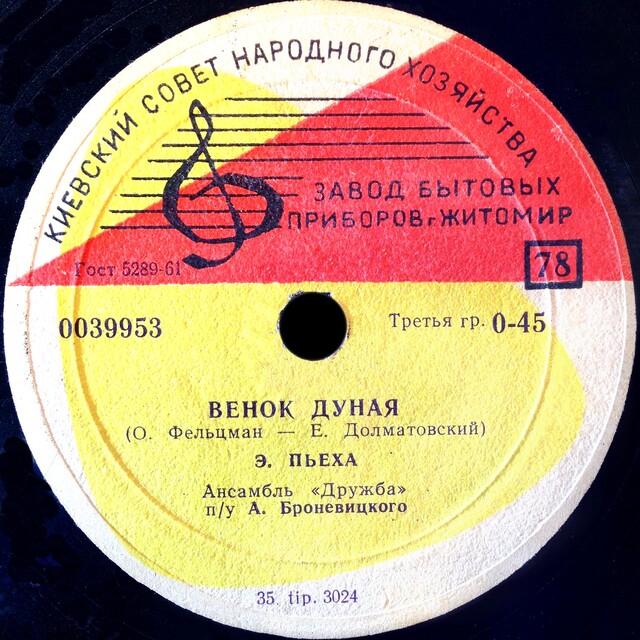 КИЕВСКИЙ СОВЕТ НАРОДНОГО ХОЗЯЙСТВА
ЗАВОД БЫТОВЫХ
ПРИБОРОВ г. ЖИТОМИР
Гост 5289-61
78
0039953
Третья гр. 0-45
ВЕНОК ДУНАЯ
(О. Фельцман — Е. Долматовский)
Э. ПЬЕХА
Ансамбль «Дружба»
п/у А. Броневицкого
35. tip. 3024